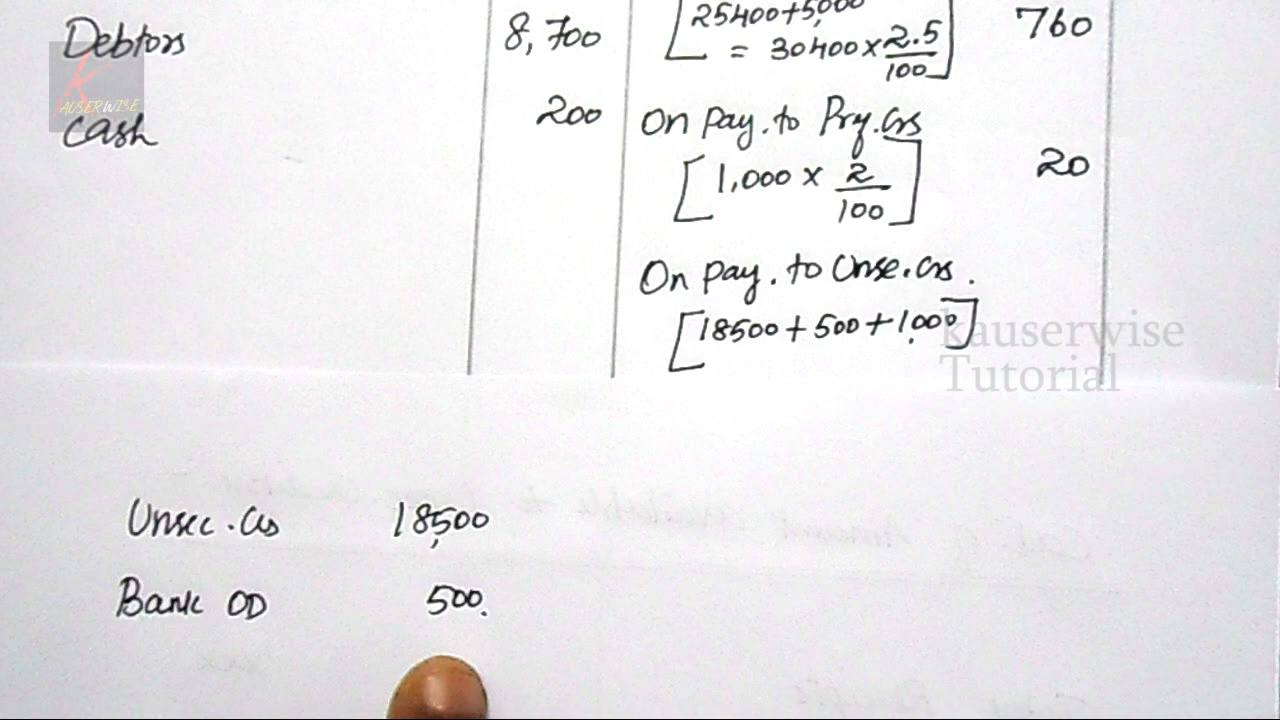 Debtors 8,700 [25400+5,000 760
= 30400 × 2.5/100]
KAUSERWISE
Cash 200 On Pay. to Pry. Crs
[1,000 × 2/100] 20
On pay. to Unse. Crs.
[18500 + 500 + 1,000]
kauserwise
Tutorial
Unsec. Crs 18,500
Bank OD 500.